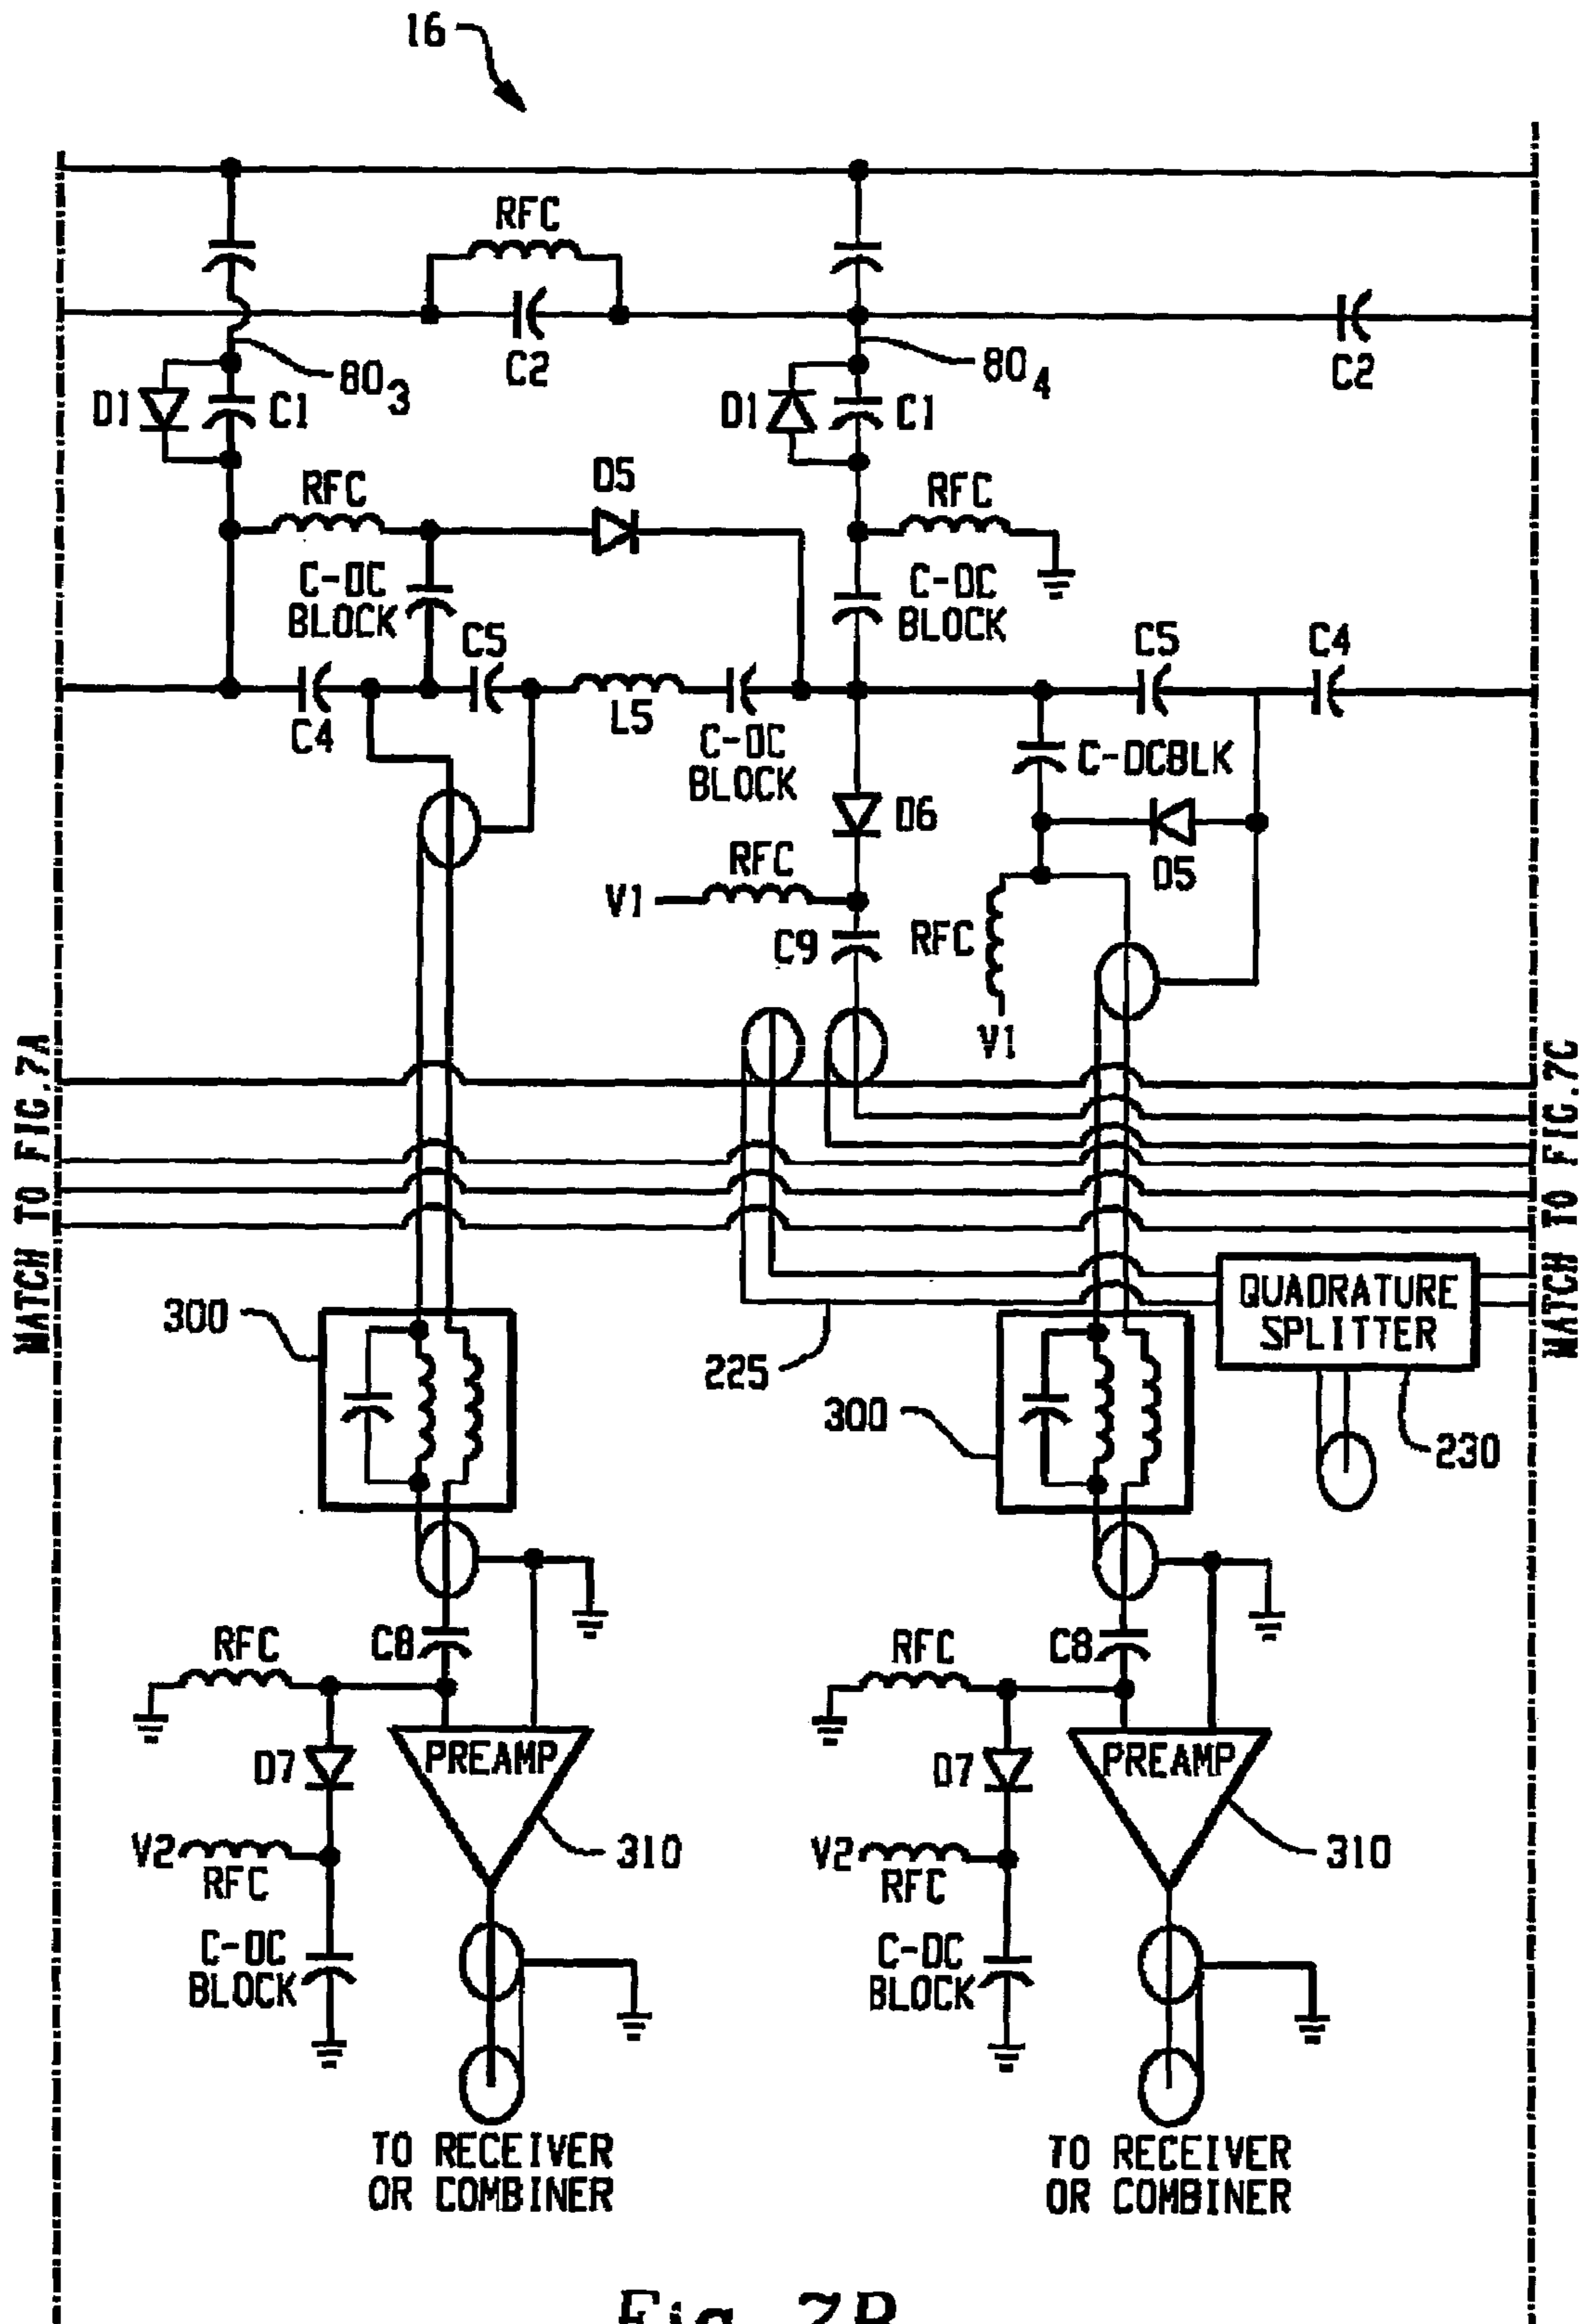 16
RFC
C2
80₃
80₄
C2
D1
C1
D1
C1
RFC
D5
RFC
C-DC
BLOCK
C-DC
BLOCK
C5
C5
C4
C4
L5
C-DC
BLOCK
C-DCBLK
D6
D5
RFC
V1
C9
RFC
V1
MATCH TO FIG.7A
MATCH TO FIG.7C
QUADRATURE
SPLITTER
300
225
300
230
C8
C8
RFC
RFC
PREAMP
PREAMP
D7
D7
310
310
V2
RFC
V2
RFC
C-DC
BLOCK
C-DC
BLOCK
TO RECEIVER
OR COMBINER
TO RECEIVER
OR COMBINER
Fig. 7B